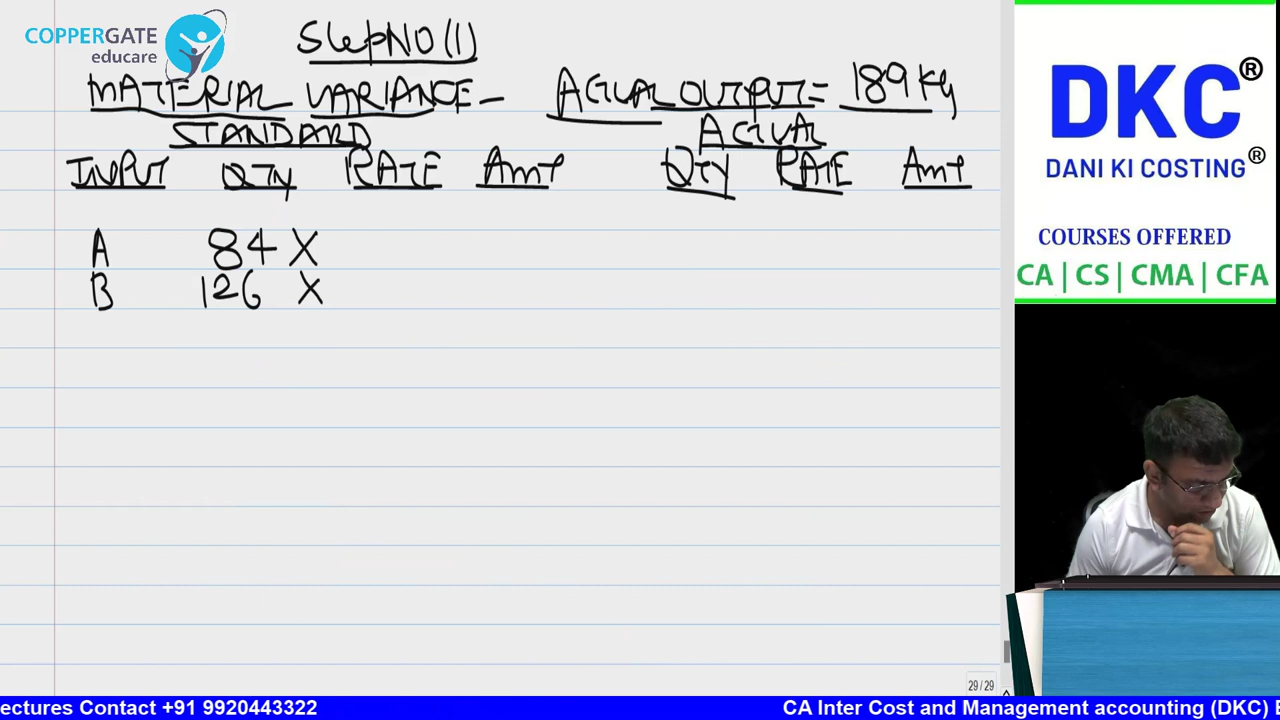 COPPERGATE
educare
Step NO (1)
MATERIAL VARIANCE - ACTUAL OUTPUT = 189 Kg
STANDARD ACTUAL
INPUT QTY RATE Amt QTY RATE Amt
A 84 X
B 126 X
29 / 29
DKC®
DANI KI COSTING®
COURSES OFFERED
CA | CS | CMA | CFA
ectures Contact +91 9920443322 CA Inter Cost and Management accounting (DKC) E